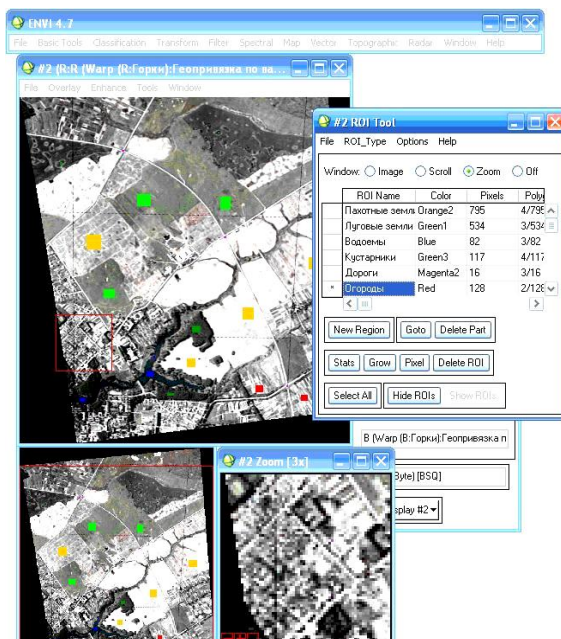 ENVI 4.7
File Basic Tools Classification Transform Filter Spectral Map Vector Topographic Radar Window Help
#2 (R:R (Warp (R:Горки):Геопривязка по ва...
File Overlay Enhance Tools Window
#2 ROI Tool
File ROI_Type Options Help
Window: Image Scroll Zoom Off
ROI Name Color Pixels Poly
Пахотные земли Orange2 795 4/795
Луговые земли Green1 534 3/534
Водоемы Blue 82 3/82
Кустарники Green3 117 4/117
Дороги Magenta2 16 3/16
* Огороды Red 128 2/128
New Region Goto Delete Part
Stats Grow Pixel Delete ROI
Select All Hide ROIs Show ROIs
B (Warp (B:Горки):Геопривязка п
Byte) [BSQ]
splay #2
#2 Zoom [3x]